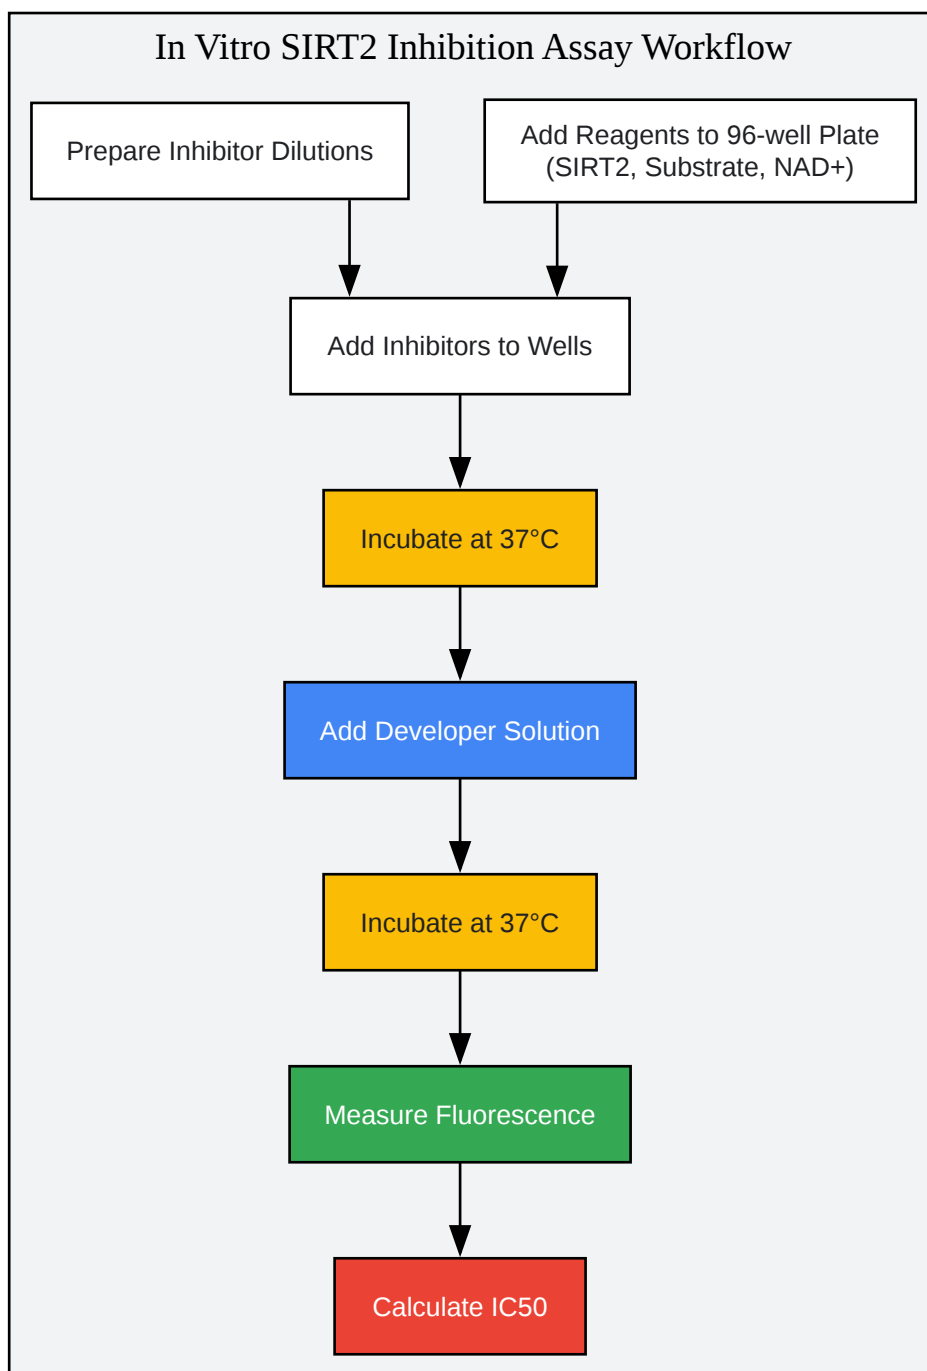 In Vitro SIRT2 Inhibition Assay Workflow
Prepare Inhibitor Dilutions
Add Reagents to 96-well Plate
(SIRT2, Substrate, NAD+)
Add Inhibitors to Wells
Incubate at 37°C
Add Developer Solution
Incubate at 37°C
Measure Fluorescence
Calculate IC50